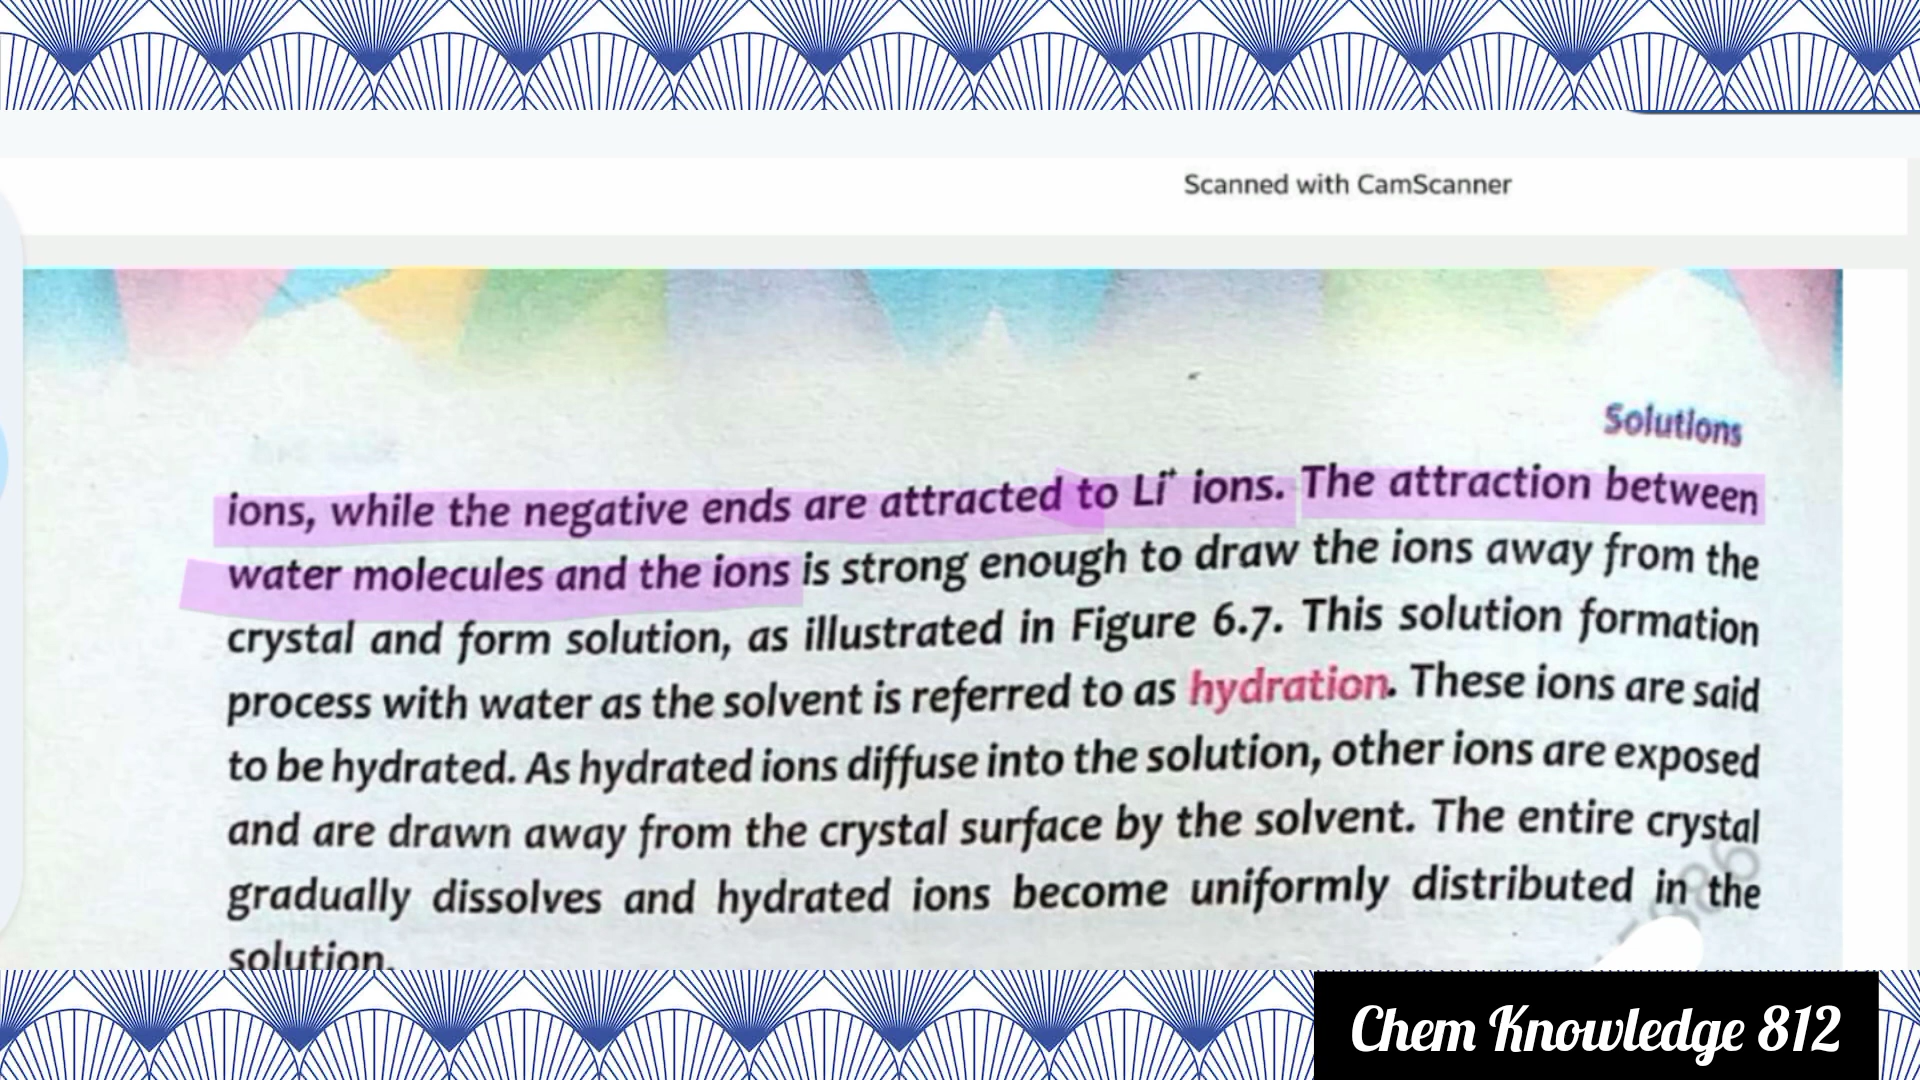 Scanned with CamScanner
Solutions
ions, while the negative ends are attracted to Li⁺ ions. The attraction between
water molecules and the ions is strong enough to draw the ions away from the
crystal and form solution, as illustrated in Figure 6.7. This solution formation
process with water as the solvent is referred to as hydration. These ions are said
to be hydrated. As hydrated ions diffuse into the solution, other ions are exposed
and are drawn away from the crystal surface by the solvent. The entire crystal
gradually dissolves and hydrated ions become uniformly distributed in the
solution.
Chem Knowledge 812